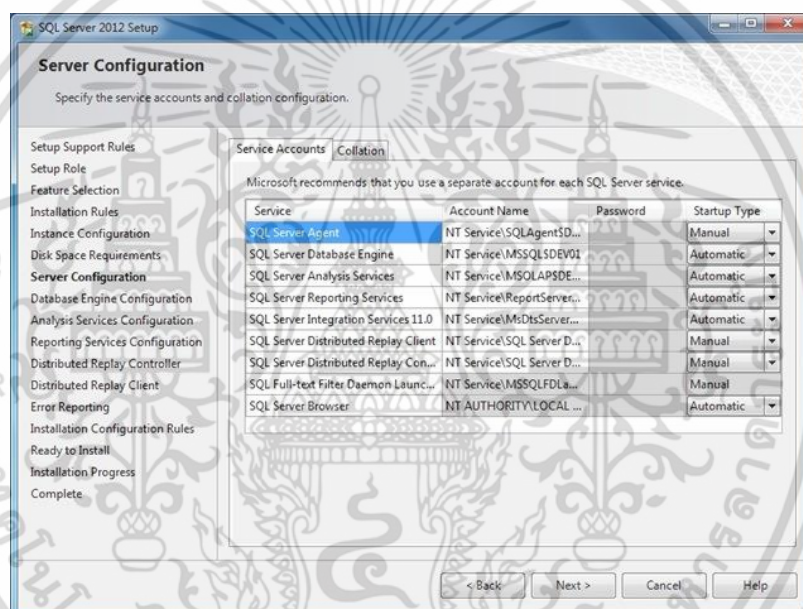 SQL Server 2012 Setup
Server Configuration
Specify the service accounts and collation configuration.
Setup Support Rules
Setup Role
Feature Selection
Installation Rules
Instance Configuration
Disk Space Requirements
Server Configuration
Database Engine Configuration
Analysis Services Configuration
Reporting Services Configuration
Distributed Replay Controller
Distributed Replay Client
Error Reporting
Installation Configuration Rules
Ready to Install
Installation Progress
Complete
Service Accounts Collation
Microsoft recommends that you use a separate account for each SQL Server service.
Service Account Name Password Startup Type
SQL Server Agent NT Service\SQLAgent$D... Manual
SQL Server Database Engine NT Service\MSSQL$DEV01 Automatic
SQL Server Analysis Services NT Service\MSOLAP$DE... Automatic
SQL Server Reporting Services NT Service\ReportServer... Automatic
SQL Server Integration Services 11.0 NT Service\MsDtsServer... Automatic
SQL Server Distributed Replay Client NT Service\SQL Server D... Manual
SQL Server Distributed Replay Con... NT Service\SQL Server D... Manual
SQL Full-text Filter Daemon Launc... NT Service\MSSQLFDLa... Manual
SQL Server Browser NT AUTHORITY\LOCAL ... Automatic
< Back Next > Cancel Help